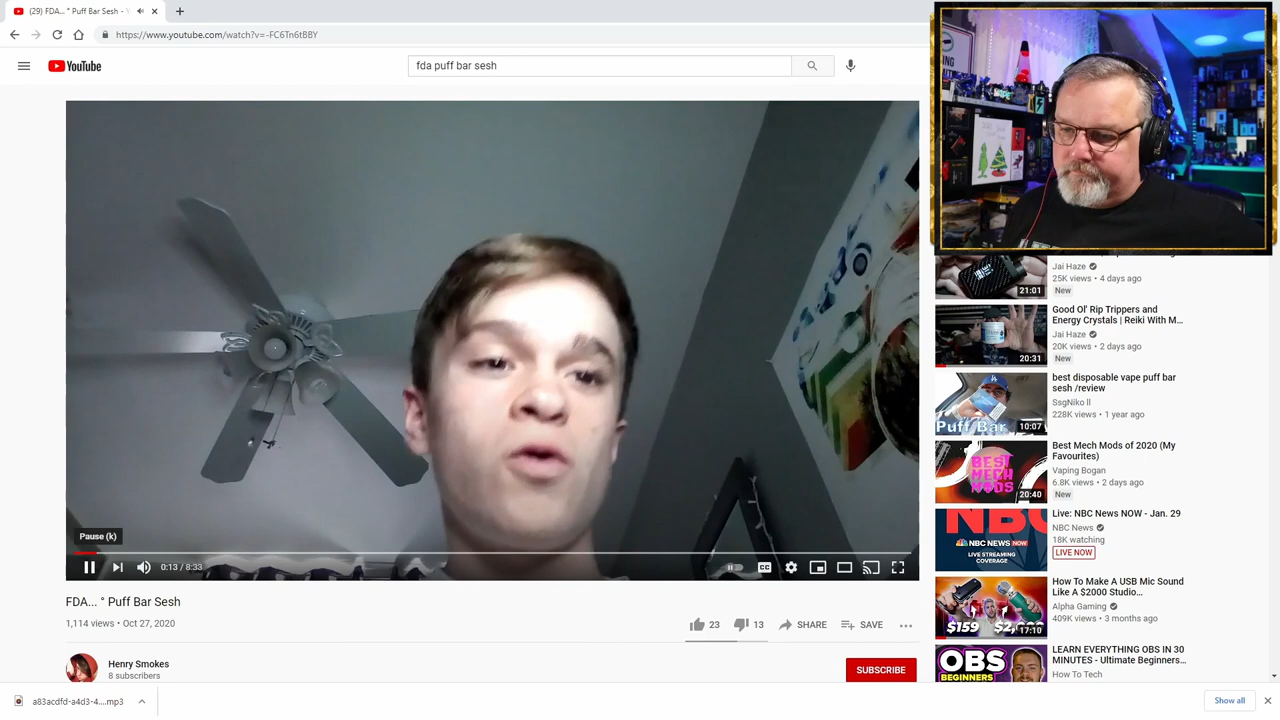 (29) FDA... ° Puff Bar Sesh - Y
https://www.youtube.com/watch?v=-FC6Tn6tBBY
YouTube
fda puff bar sesh
Jai Haze
25K views • 4 days ago
New
21:01
Good Ol' Rip Trippers and
Energy Crystals | Reiki With M...
Jai Haze
20K views • 2 days ago
New
20:31
best disposable vape puff bar
sesh /review
SsgNiko ll
228K views • 1 year ago
Puff Bar
10:07
Best Mech Mods of 2020 (My
Favourites)
Vaping Bogan
6.8K views • 2 days ago
New
BEST
MECH
MODS
20:40
Live: NBC News NOW - Jan. 29
NBC News
18K watching
LIVE NOW
NBC NEWS NOW
LIVE STREAMING
COVERAGE
How To Make A USB Mic Sound
Like A $2000 Studio...
Alpha Gaming
409K views • 3 months ago
$159
17:10
LEARN EVERYTHING OBS IN 30
MINUTES - Ultimate Beginners...
How To Tech
OBS
BEGINNERS
Pause (k)
0:13 / 8:33
FDA... ° Puff Bar Sesh
1,114 views • Oct 27, 2020
23
13
SHARE
SAVE
Henry Smokes
8 subscribers
SUBSCRIBE
a83acdfd-a4d3-4....mp3
Show all